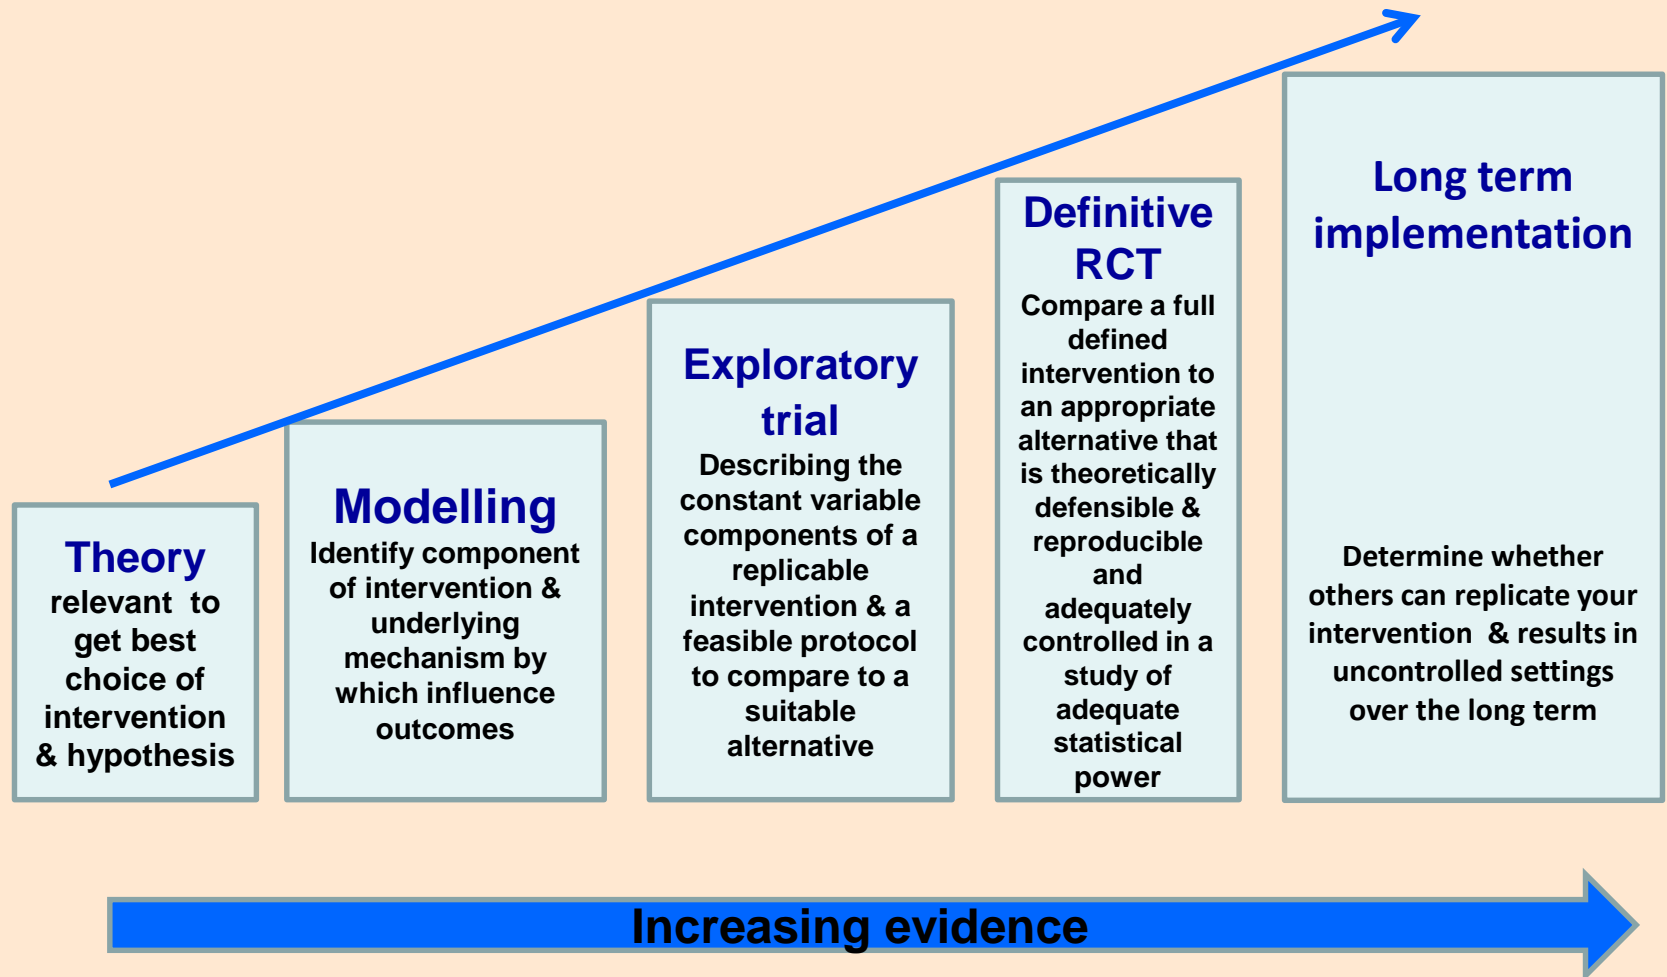 Theory
relevant to
get best
choice of
intervention
& hypothesis
Modelling
Identify component
of intervention &
underlying
mechanism by
which influence
outcomes
Exploratory
trial
Describing the
constant variable
components of a
replicable
intervention & a
feasible protocol
to compare to a
suitable
alternative
Definitive
RCT
Compare a full
defined
intervention to
an appropriate
alternative that
is theoretically
defensible &
reproducible
and
adequately
controlled in a
study of
adequate
statistical
power
Long term
implementation
Determine whether
others can replicate your
intervention & results in
uncontrolled settings
over the long term
Increasing evidence